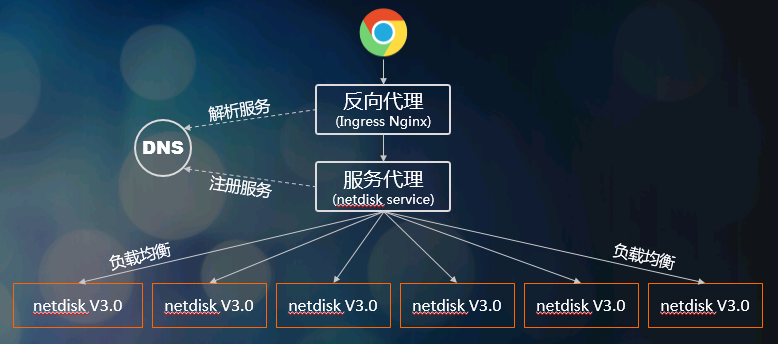 反向代理
(Ingress Nginx)
解析服务
DNS
注册服务
服务代理
(netdisk service)
负载均衡
负载均衡
netdisk V3.0
netdisk V3.0
netdisk V3.0
netdisk V3.0
netdisk V3.0
netdisk V3.0